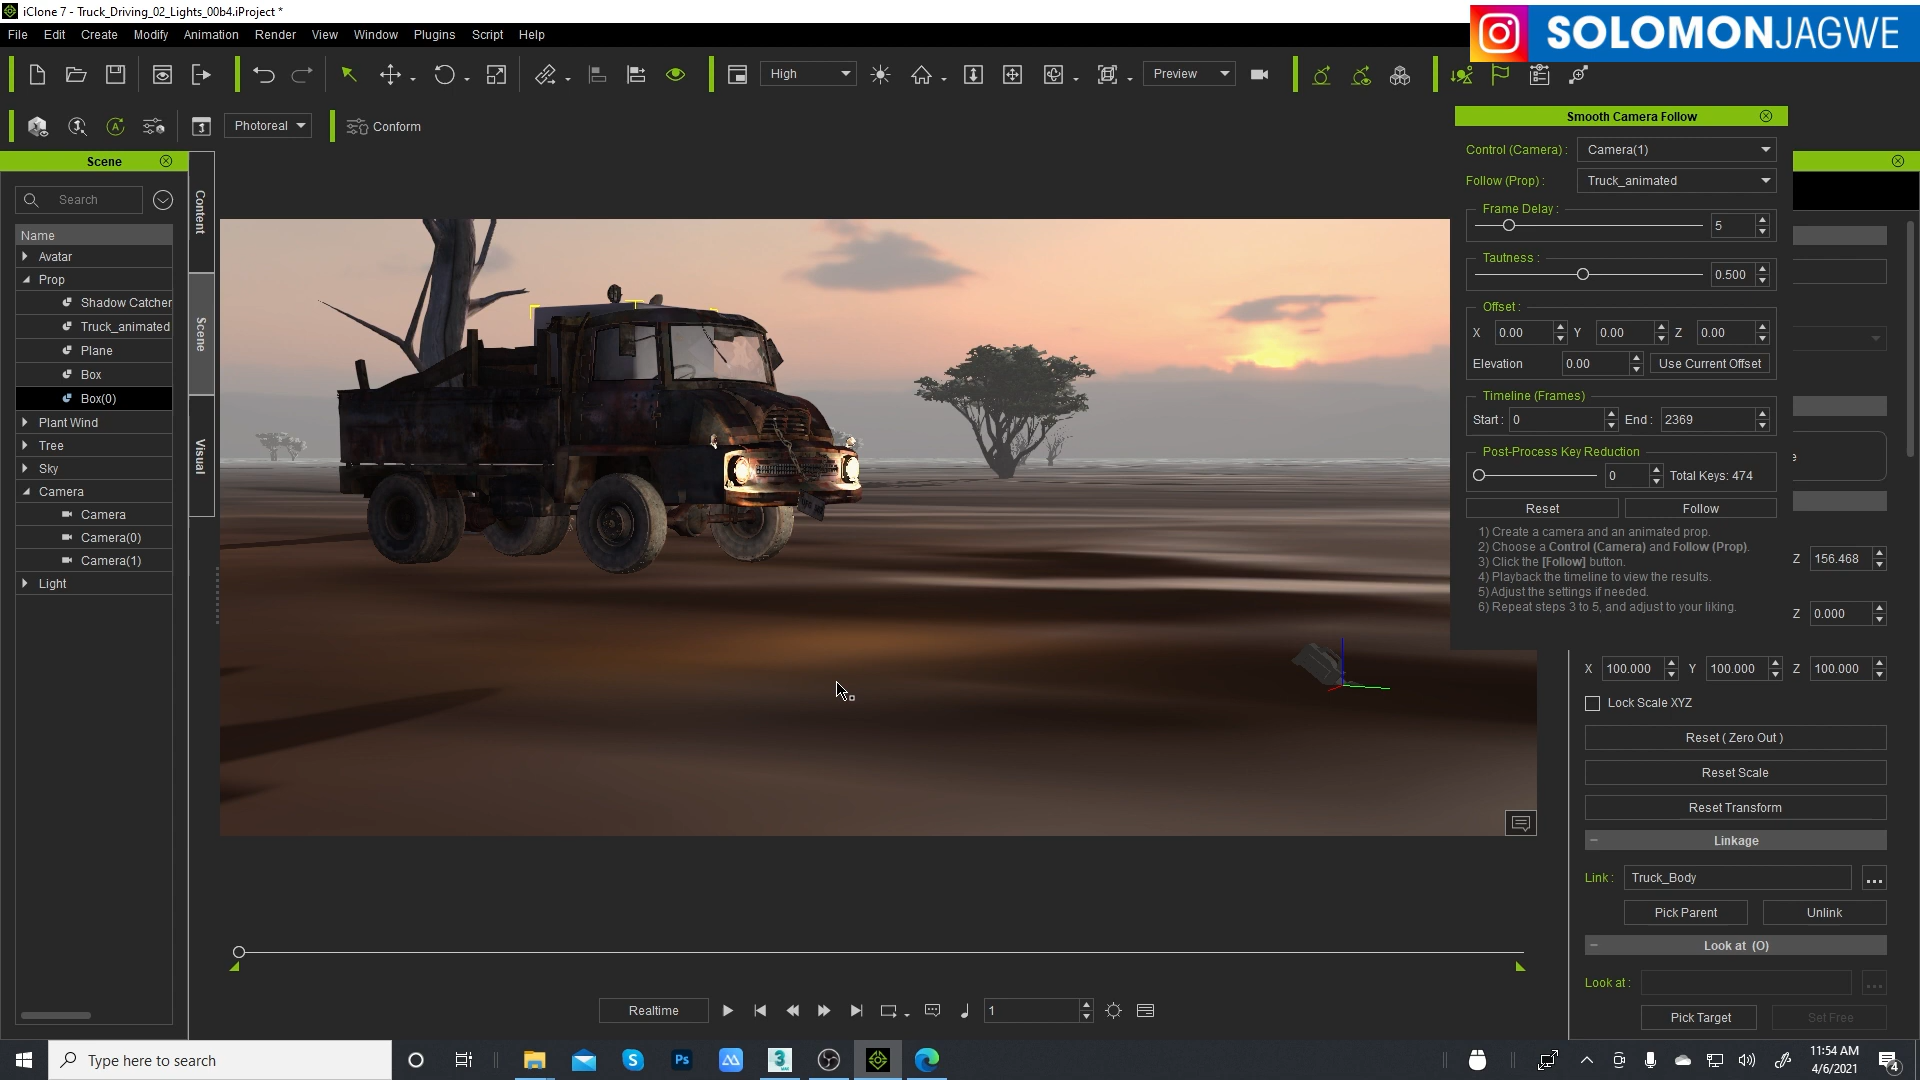 iClone 7 - Truck_Driving_02_Lights_00b4.iProject *
File Edit Create Modify Animation Render View Window Plugins Script Help
SOLOMONJAGWE
High
Preview
Photoreal
Conform
Smooth Camera Follow
Control (Camera) : Camera(1)
Follow (Prop) : Truck_animated
Frame Delay :
5
Tautness :
0.500
Offset :
X 0.00 Y 0.00 Z 0.00
Elevation 0.00 Use Current Offset
Timeline (Frames)
Start : 0 End : 2369
Post-Process Key Reduction
0 Total Keys: 474
Reset Follow
1) Create a camera and an animated prop.
2) Choose a Control (Camera) and Follow (Prop).
3) Click the [Follow] button.
4) Playback the timeline to view the results.
5) Adjust the settings if needed.
6) Repeat steps 3 to 5, and adjust to your liking.
Scene
Search
Name
Avatar
Prop
Shadow Catcher
Truck_animated
Plane
Box
Box(0)
Plant Wind
Tree
Sky
Camera
Camera
Camera(0)
Camera(1)
Light
Content
Scene
Visual
e
Z 156.468
Z 0.000
X 100.000 Y 100.000 Z 100.000
Lock Scale XYZ
Reset ( Zero Out )
Reset Scale
Reset Transform
Linkage
Link : Truck_Body ...
Pick Parent Unlink
Look at (O)
Look at : ...
Pick Target Set Free
Realtime
1
Type here to search
Ps
3
11:54 AM
4/6/2021
4